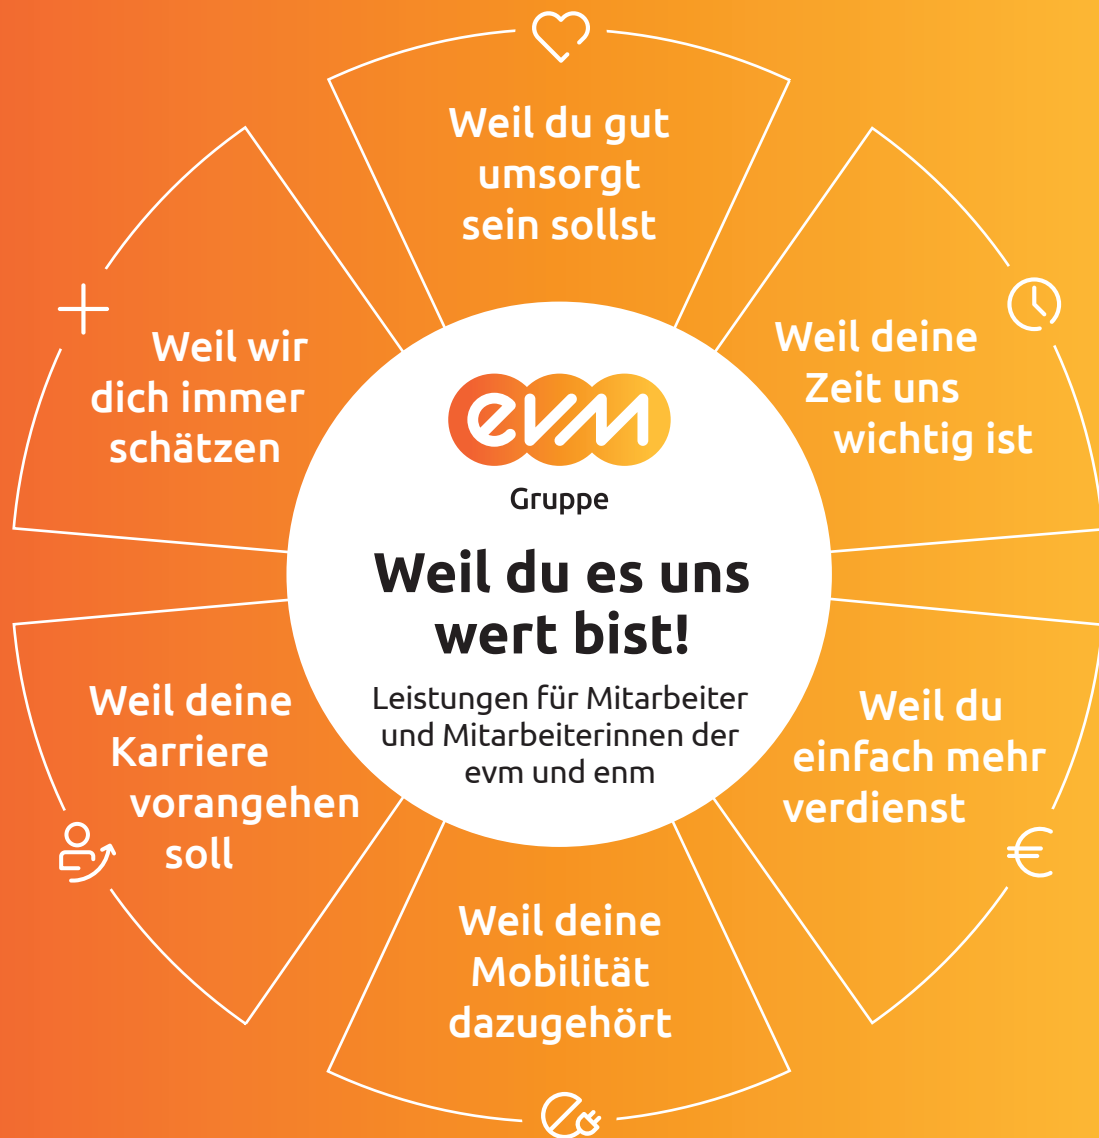 Weil du gut
umsorgt
sein sollst
Weil deine
Zeit uns
wichtig ist
Weil du
einfach mehr
verdienst
Weil deine
Mobilität
dazugehört
Weil deine
Karriere
vorangehen
soll
Weil wir
dich immer
schätzen
evm
Gruppe
Weil du es uns
wert bist!
Leistungen für Mitarbeiter
und Mitarbeiterinnen der
evm und enm